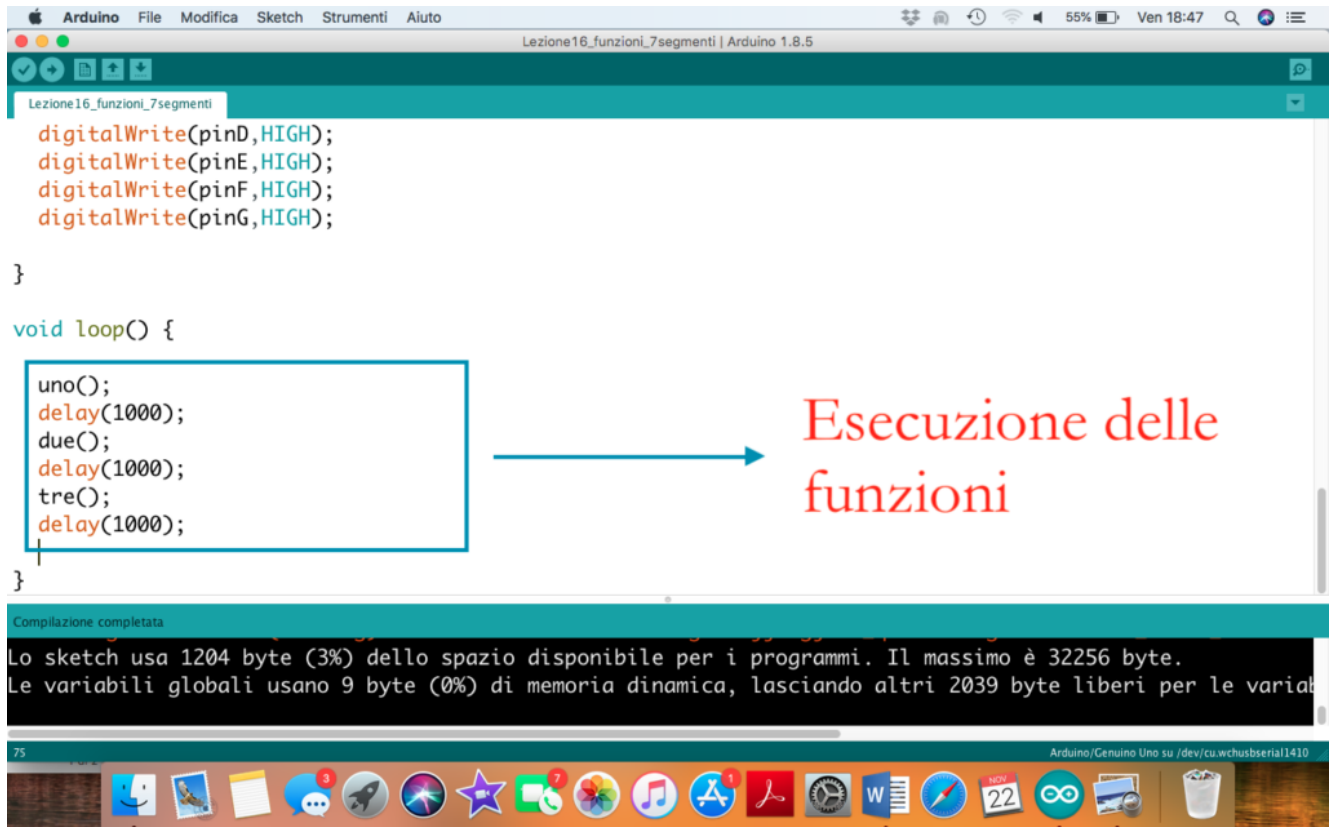 Arduino File Modifica Sketch Strumenti Aiuto 55% Ven 18:47
Lezione16_funzioni_7segmenti | Arduino 1.8.5
Lezione16_funzioni_7segmenti
digitalWrite(pinD,HIGH);
digitalWrite(pinE,HIGH);
digitalWrite(pinF,HIGH);
digitalWrite(pinG,HIGH);
}
void loop() {
uno();
delay(1000);
due();
delay(1000);
tre();
delay(1000);
}
Esecuzione delle
funzioni
Compilazione completata
Lo sketch usa 1204 byte (3%) dello spazio disponibile per i programmi. Il massimo è 32256 byte.
Le variabili globali usano 9 byte (0%) di memoria dinamica, lasciando altri 2039 byte liberi per le variab
75 Arduino/Genuino Uno su /dev/cu.wchusbserial1410
3
7
1
W
NOV
22